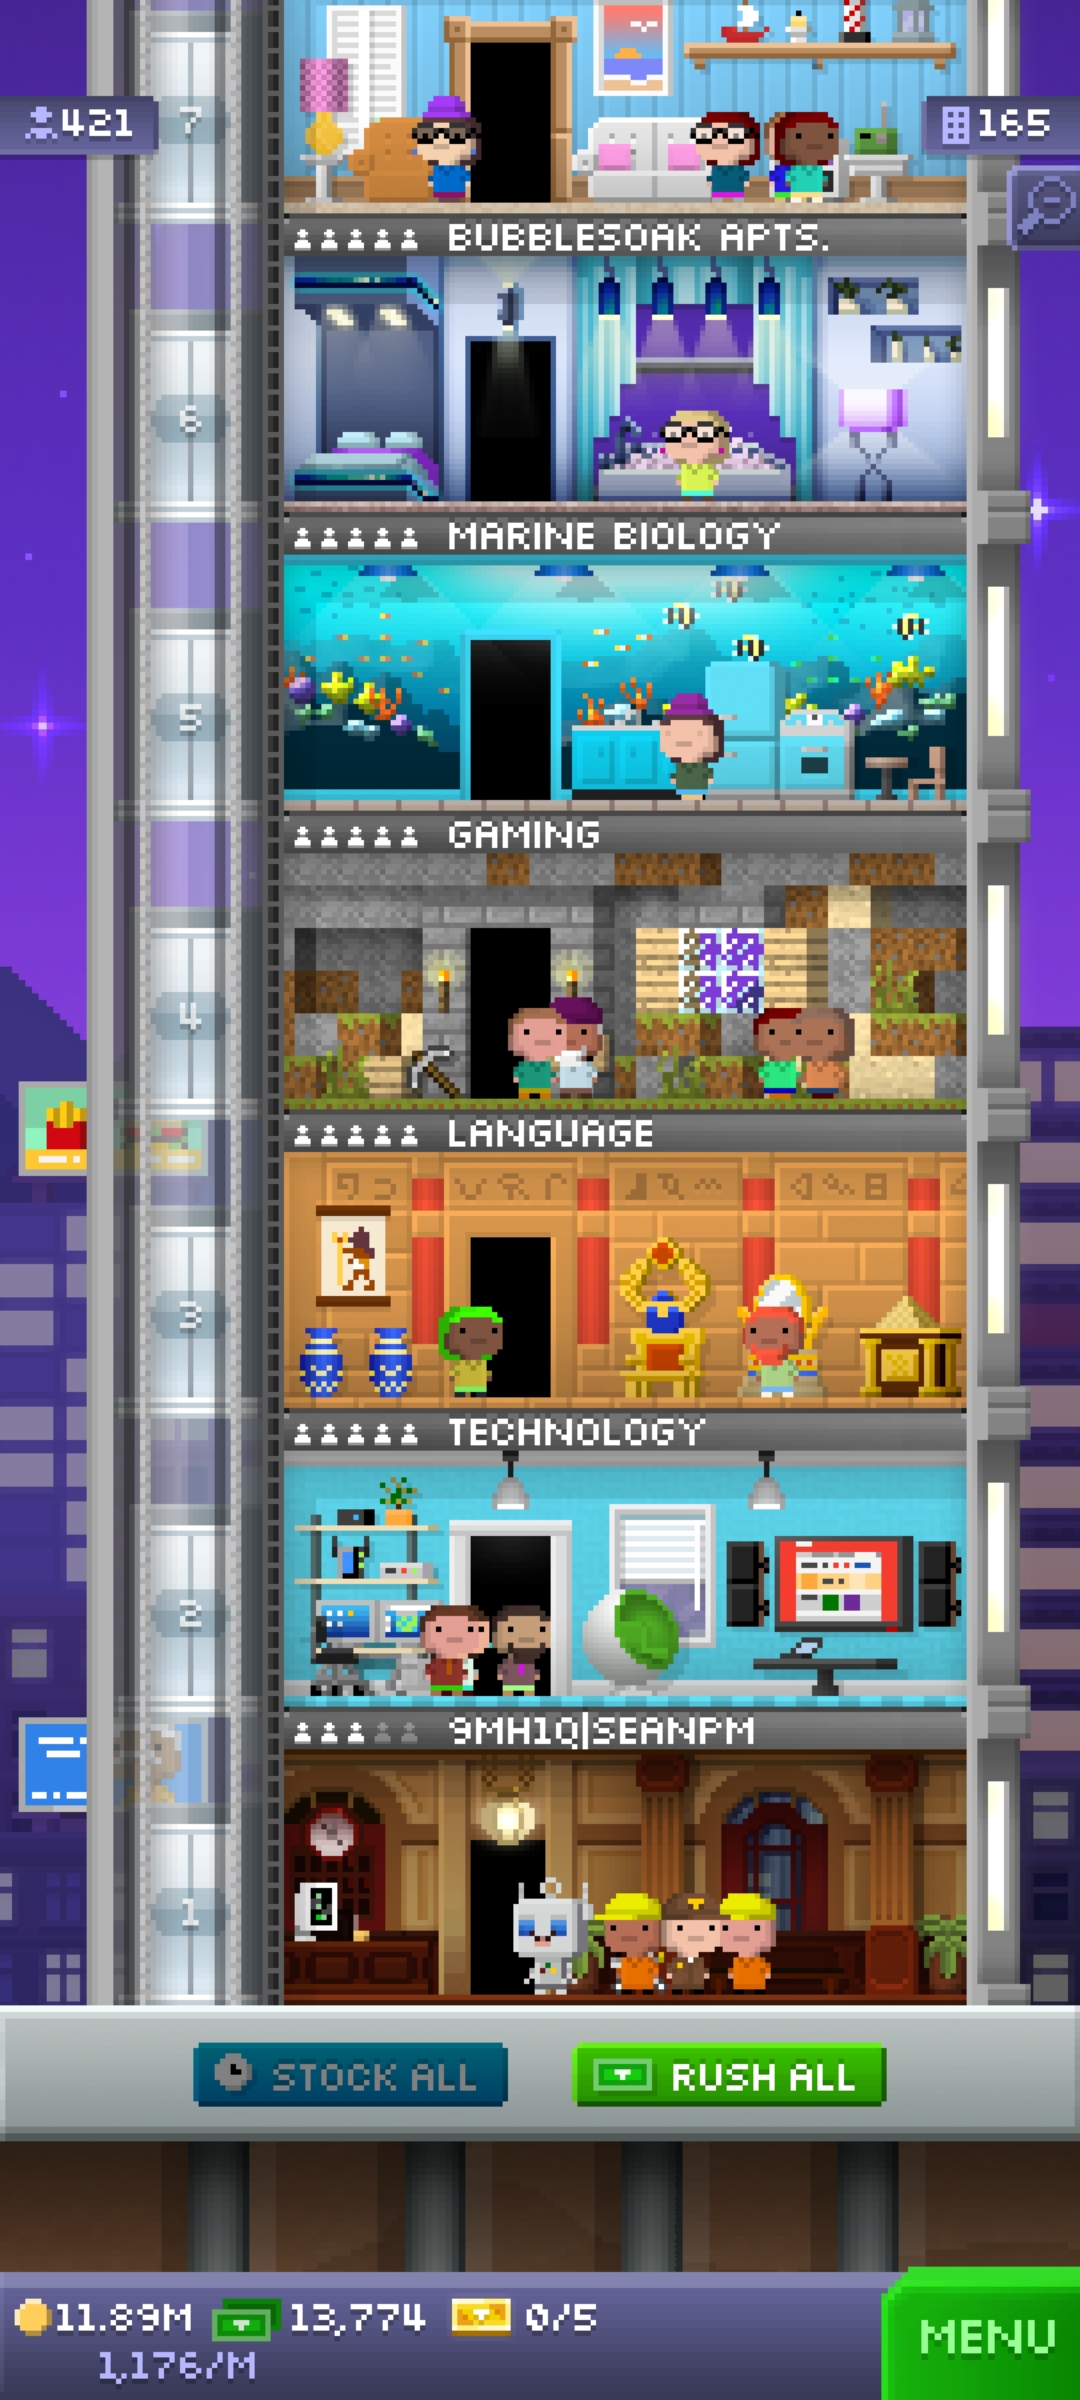 7
421
165
BUBBLESOAK APTS.
6
MARINE BIOLOGY
5
GAMING
4
LANGUAGE
3
TECHNOLOGY
2
9MH1Q|SEANPM
1
STOCK ALL
RUSH ALL
11.89M
13,774
0/5
1,176/M
MENU